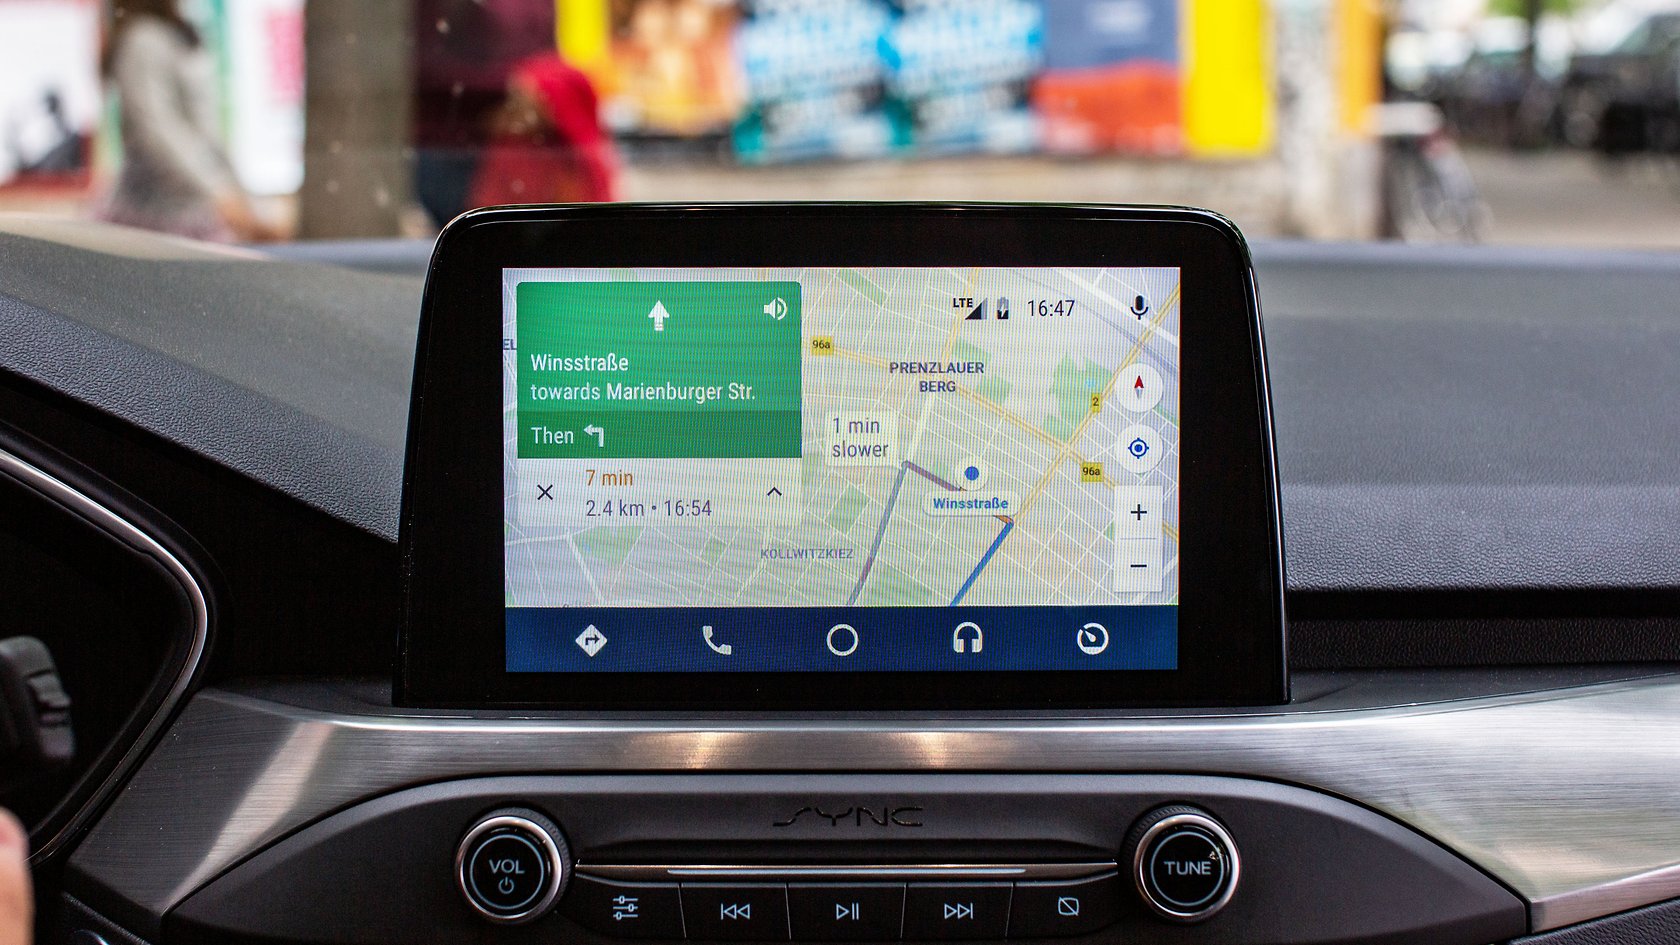 LTE 16:47
Winsstraße
towards Marienburger Str.
Then
7 min
2.4 km • 16:54
96a
PRENZLAUER
BERG
2
1 min
slower
96a
Winsstraße
KOLLWITZKIEZ
SYNC
VOL
TUNE